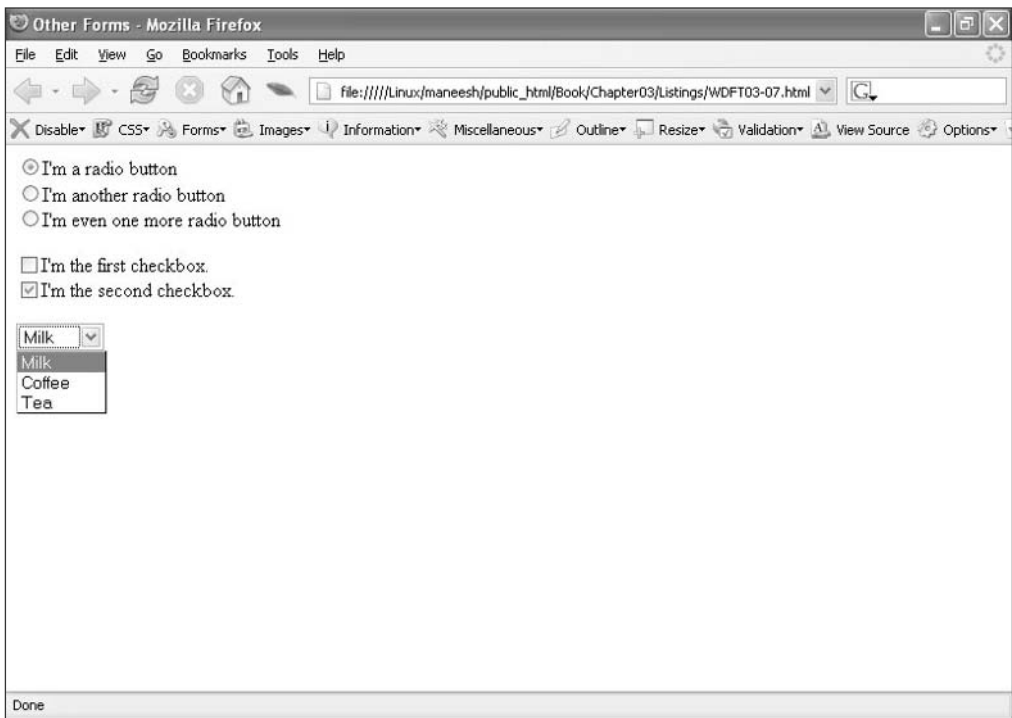 Other Forms - Mozilla Firefox
File Edit View Go Bookmarks Tools Help
file://///Linux/maneesh/public_html/Book/Chapter03/Listings/WDFT03-07.html G
Disable CSS Forms Images Information Miscellaneous Outline Resize Validation View Source Options
I'm a radio button
I'm another radio button
I'm even one more radio button
I'm the first checkbox.
I'm the second checkbox.
Milk
Milk
Coffee
Tea
Done